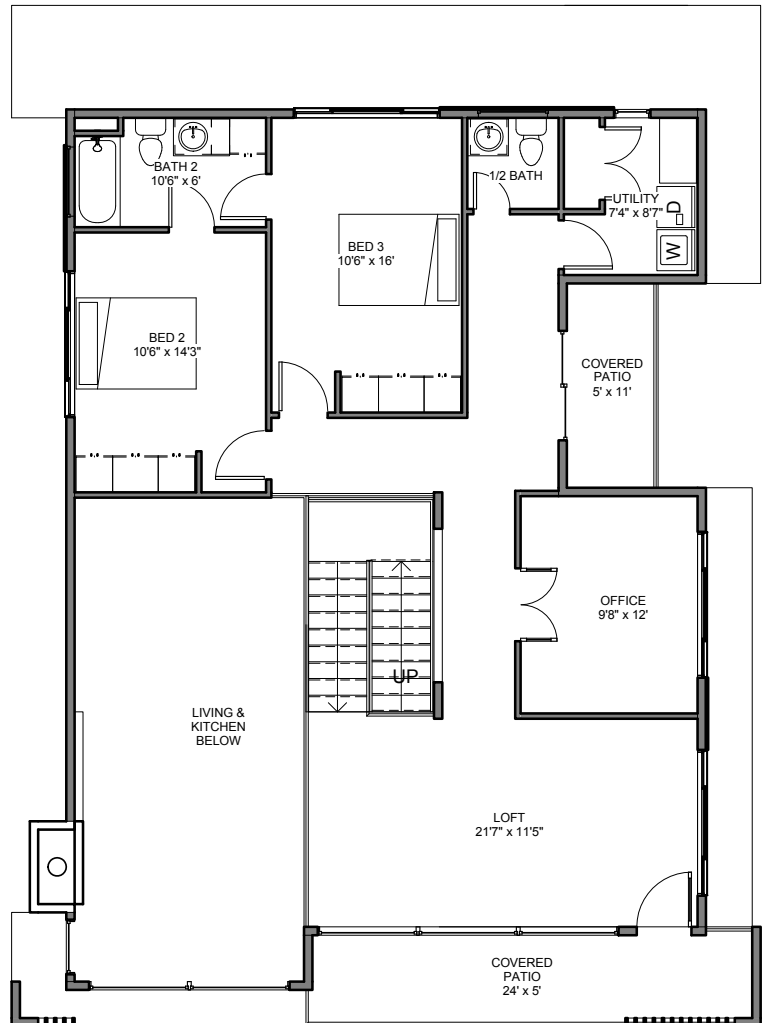 BATH 2
10'6" x 6'
1/2 BATH
UTILITY
7'4" x 8'7"
D
W
BED 3
10'6" x 16'
BED 2
10'6" x 14'3"
COVERED
PATIO
5' x 11'
OFFICE
9'8" x 12'
UP
LIVING &
KITCHEN
BELOW
LOFT
21'7" x 11'5"
COVERED
PATIO
24' x 5'